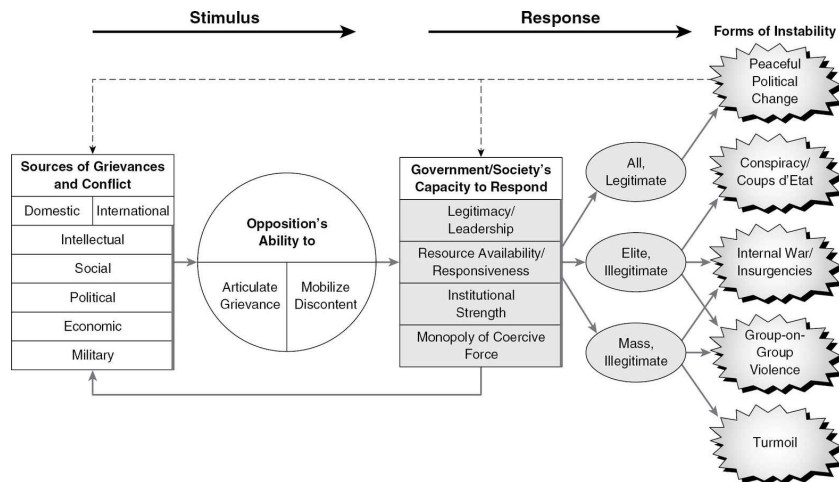 Stimulus
Response
Forms of Instability
Peaceful
Political
Change
Sources of Grievances
and Conflict
Domestic
International
Intellectual
Social
Political
Economic
Military
Opposition's
Ability to
Articulate
Grievance
Mobilize
Discontent
Government/Society's
Capacity to Respond
Legitimacy/
Leadership
Resource Availability/
Responsiveness
Institutional
Strength
Monopoly of Coercive
Force
All,
Legitimate
Elite,
Illegitimate
Mass,
Illegitimate
Conspiracy/
Coups d'Etat
Internal War/
Insurgencies
Group-on-
Group
Violence
Turmoil